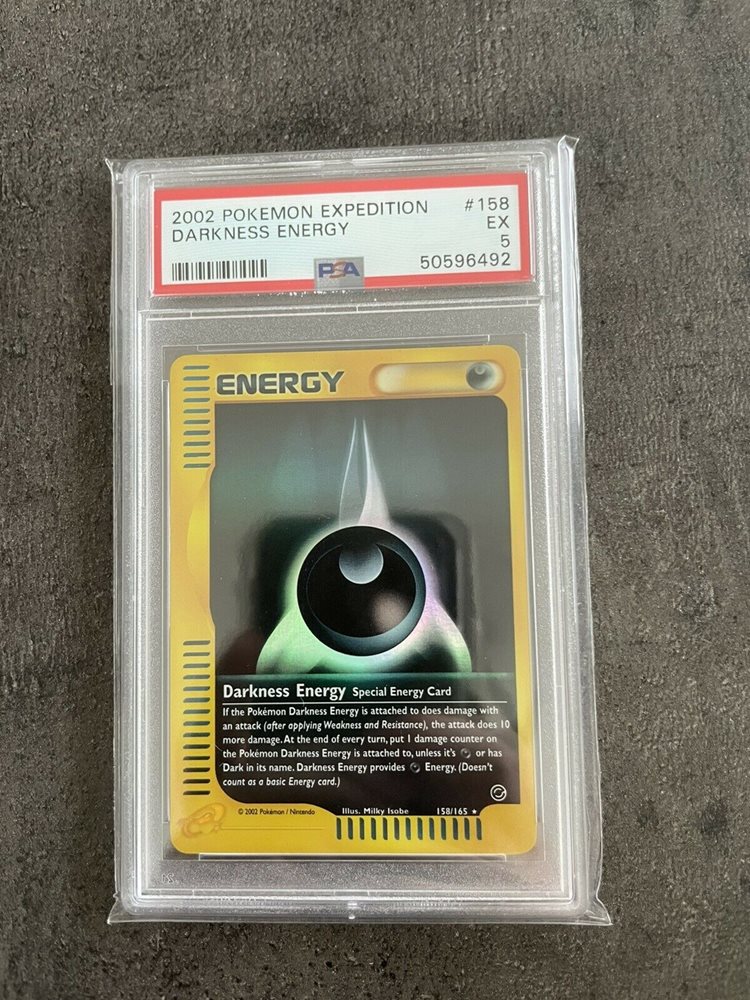 2002 POKEMON EXPEDITION #158
DARKNESS ENERGY EX
5
PSA 50596492
ENERGY
Darkness Energy Special Energy Card
If the Pokémon Darkness Energy is attached to does damage with
an attack (after applying Weakness and Resistance), the attack does 10
more damage. At the end of every turn, put 1 damage counter on
the Pokémon Darkness Energy is attached to, unless it's or has
Dark in its name. Darkness Energy provides Energy. (Doesn't
count as a basic Energy card.)
© 2002 Pokémon / Nintendo Illus. Milky Isobe 158/165 ★